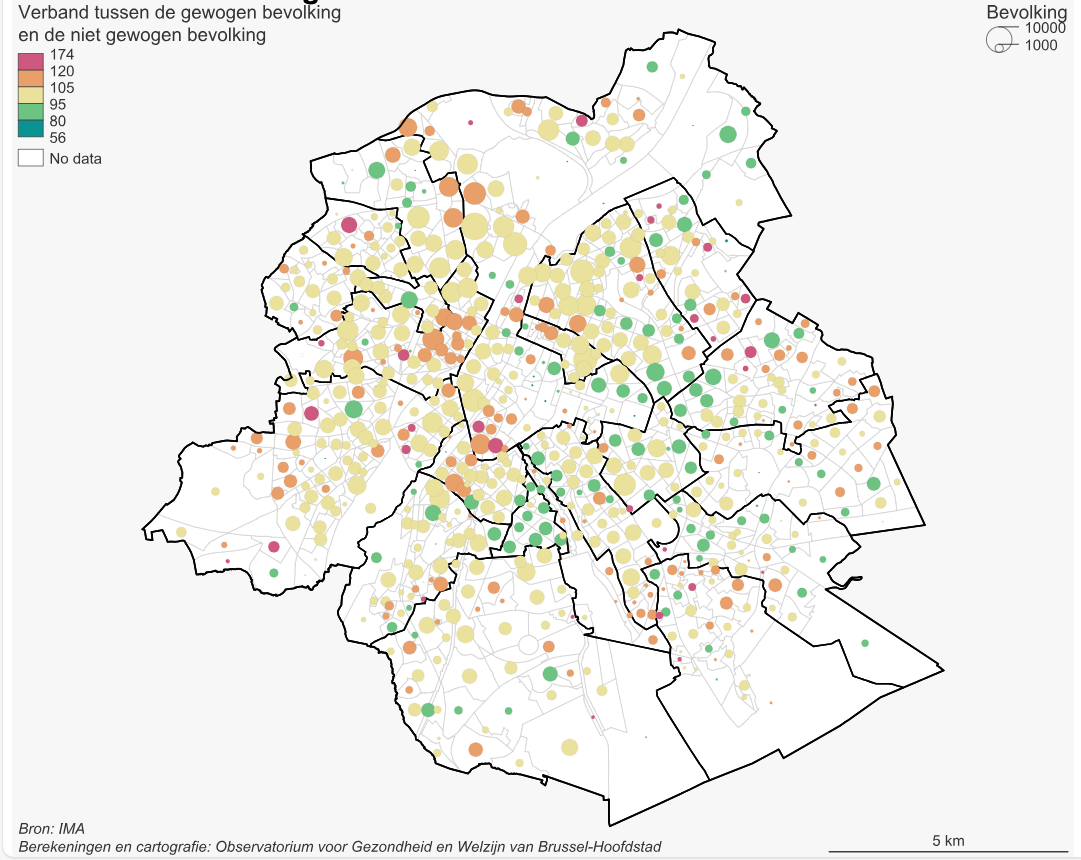 Verband tussen de gewogen bevolking
en de niet gewogen bevolking
174
120
105
95
80
56
No data
Bevolking
10000
1000
Bron: IMA
Berekeningen en cartografie: Observatorium voor Gezondheid en Welzijn van Brussel-Hoofdstad
5 km